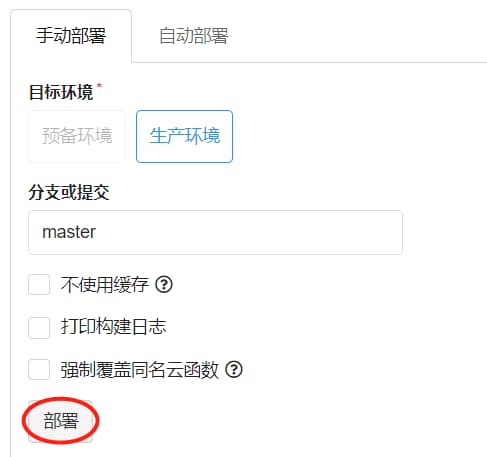 手动部署 自动部署
目标环境 *
预备环境 生产环境
分支或提交
master
不使用缓存 ?
打印构建日志
强制覆盖同名云函数 ?
部署